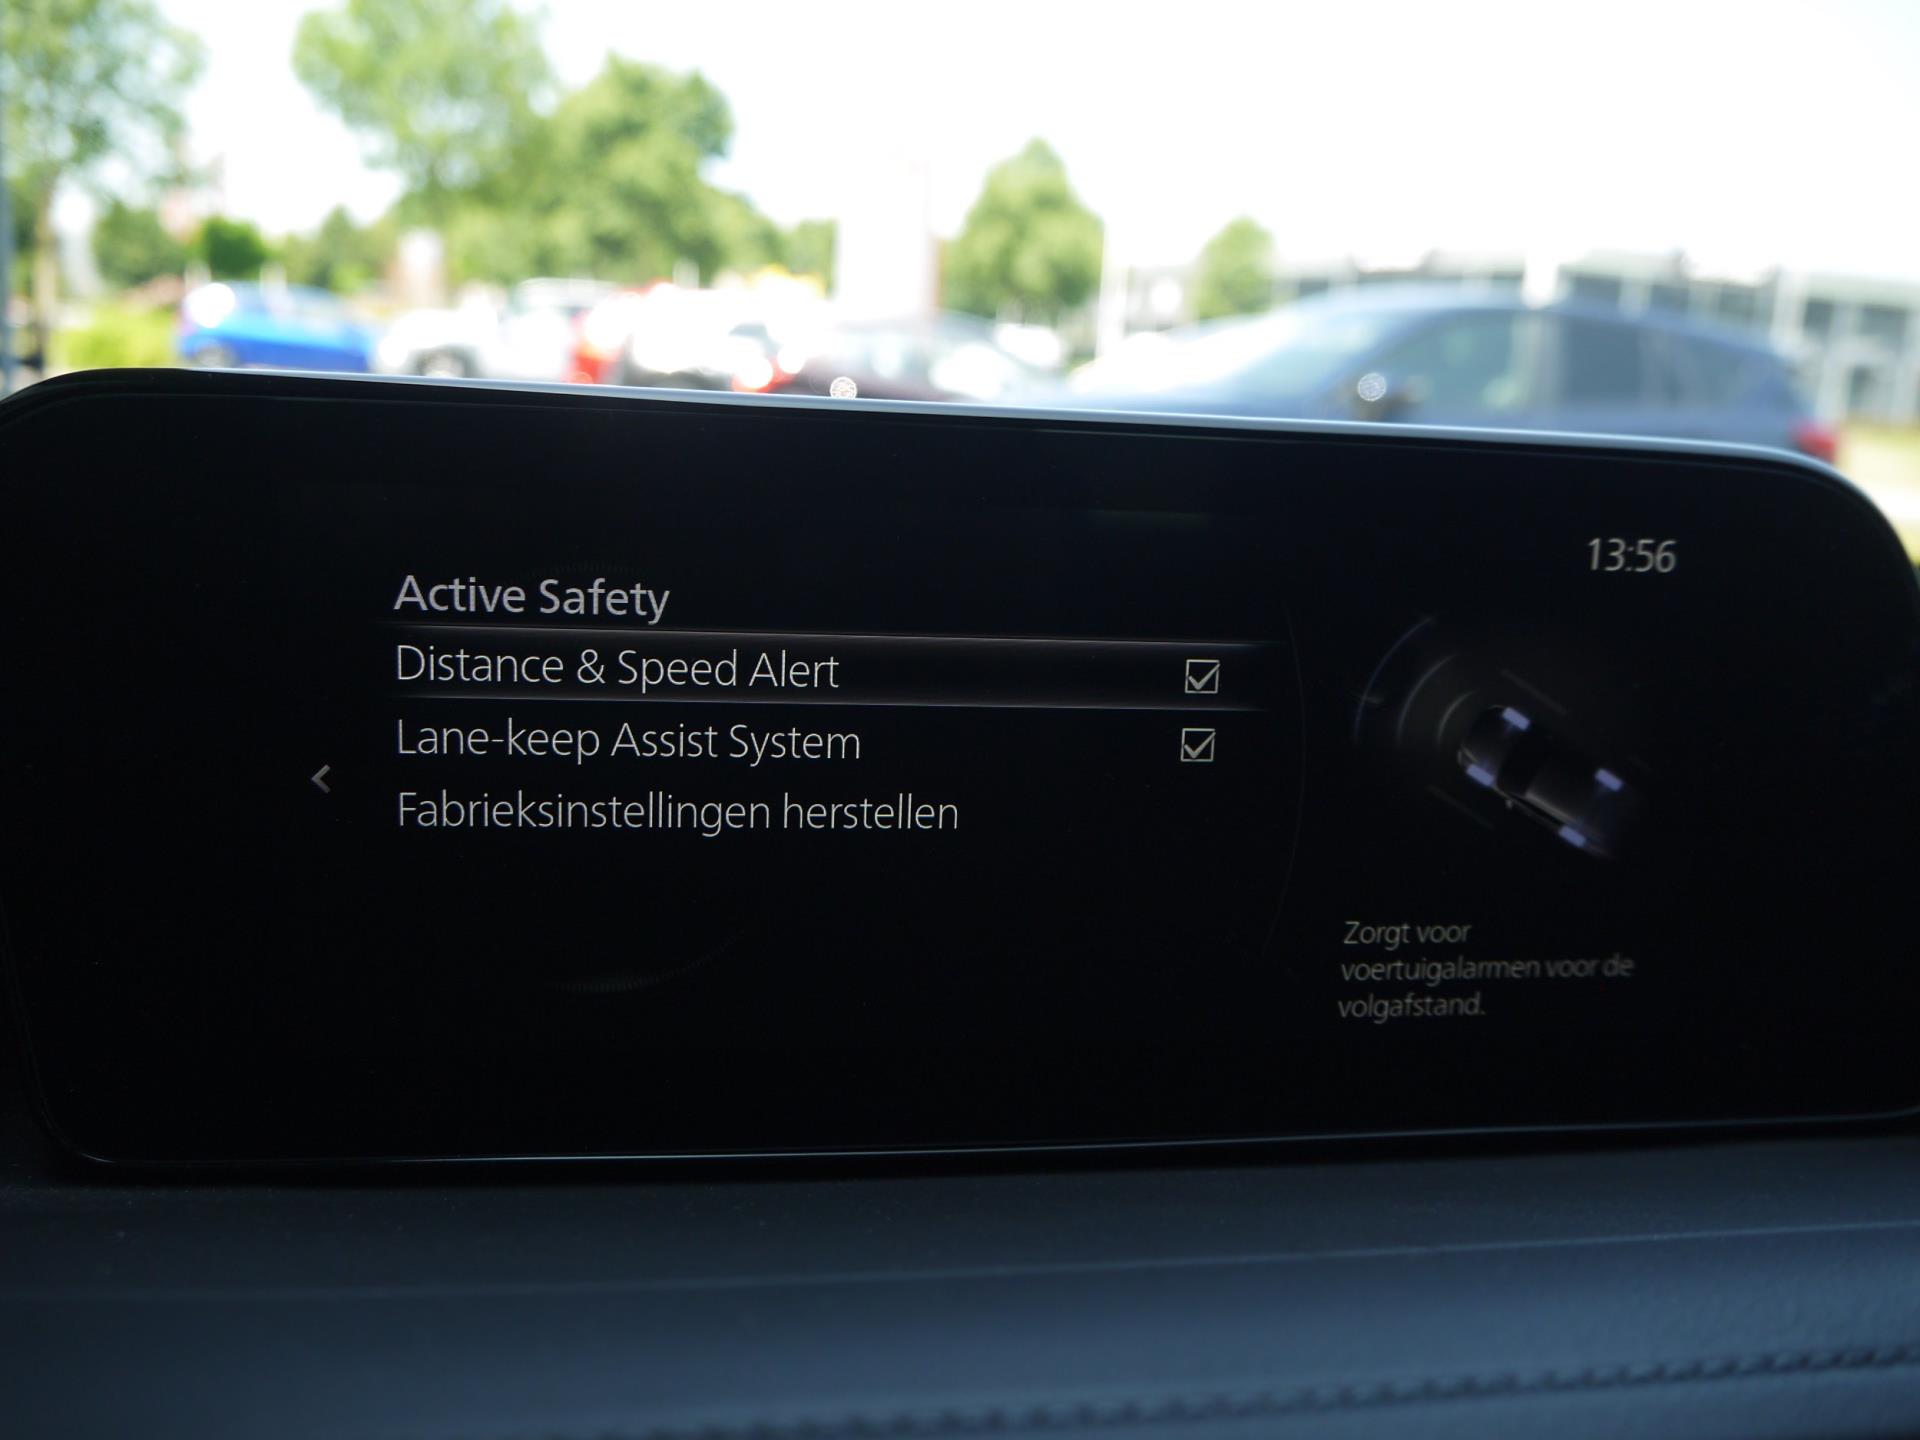 13:56
Active Safety
Distance & Speed Alert
Lane-keep Assist System
Fabrieksinstellingen herstellen
Zorgt voor
voertuigalarmen voor de
volgafstand.